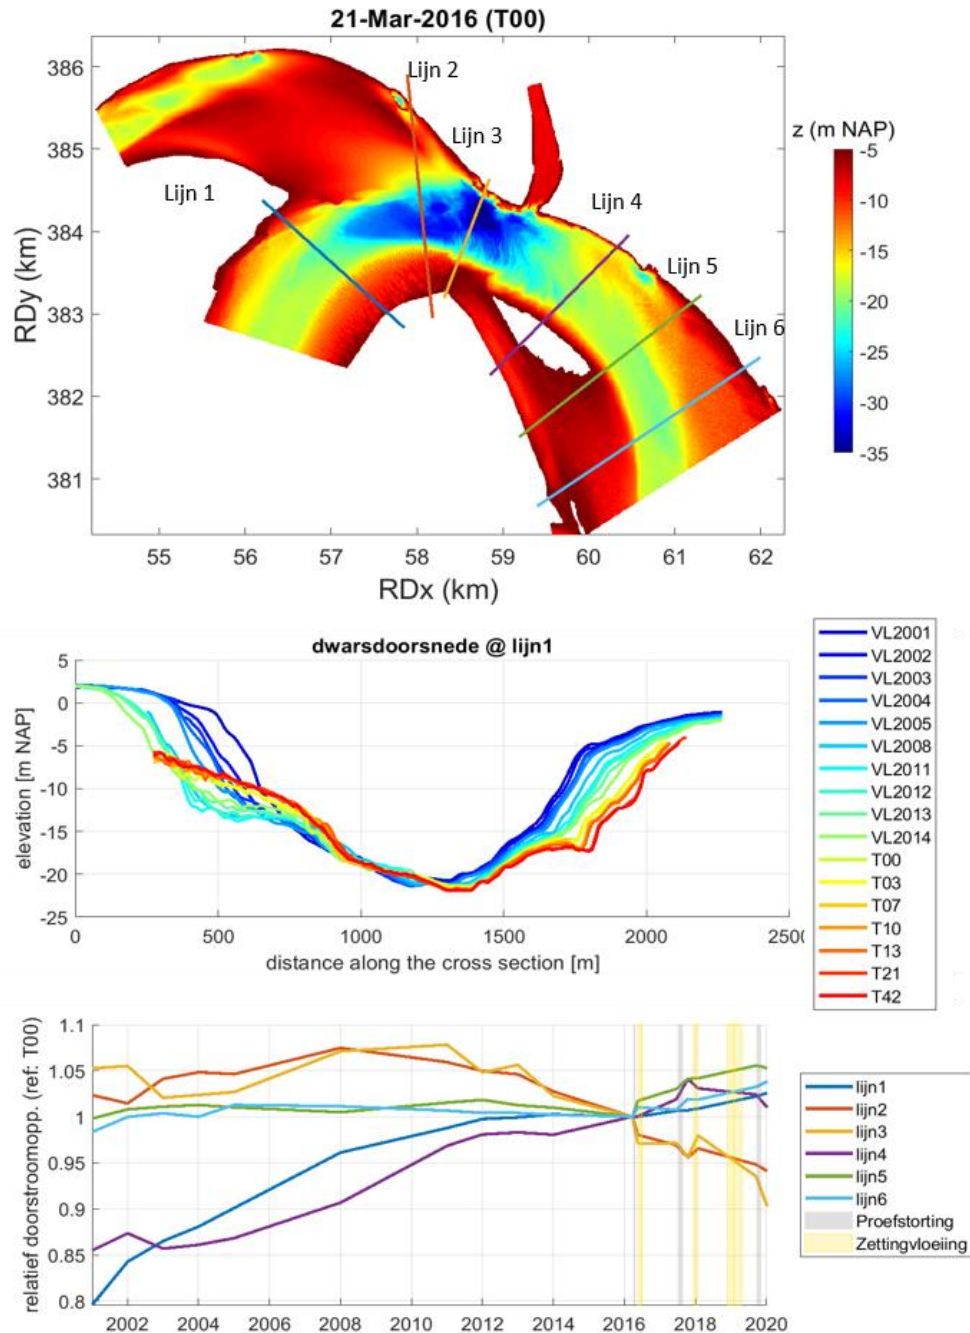 21-Mar-2016 (T00)
386
385
384
383
382
381
RDy (km)
Lijn 1
Lijn 2
Lijn 3
Lijn 4
Lijn 5
Lijn 6
z (m NAP)
-5
-10
-15
-20
-25
-30
-35
55 56 57 58 59 60 61 62
RDx (km)
dwarsdoorsnede @ lijn1
5
0
-5
-10
-15
-20
-25
elevation [m NAP]
0 500 1000 1500 2000 2500
distance along the cross section [m]
VL2001
VL2002
VL2003
VL2004
VL2005
VL2008
VL2011
VL2012
VL2013
VL2014
T00
T03
T07
T10
T13
T21
T42
1.1
1.05
1
0.95
0.9
0.85
0.8
relatief doorstroomopp. (ref: T00)
2002 2004 2006 2008 2010 2012 2014 2016 2018 2020
lijn1
lijn2
lijn3
lijn4
lijn5
lijn6
Proefstorting
Zettingvloeiing